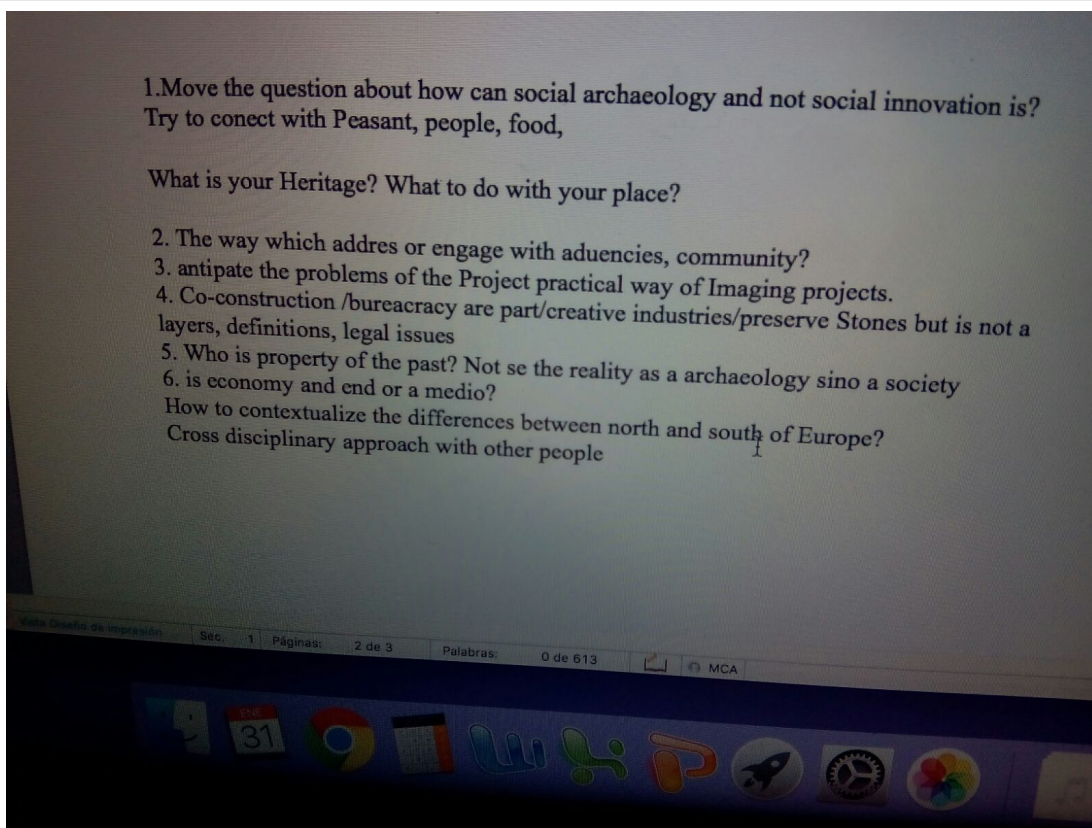 1.Move the question about how can social archaeology and not social innovation is?
Try to conect with Peasant, people, food,
What is your Heritage? What to do with your place?
2. The way which addres or engage with aduencies, community?
3. antipate the problems of the Project practical way of Imaging projects.
4. Co-construction /bureacracy are part/creative industries/preserve Stones but is not a
layers, definitions, legal issues
5. Who is property of the past? Not se the reality as a archaeology sino a society
6. is economy and end or a medio?
How to contextualize the differences between north and south of Europe?
Cross disciplinary approach with other people
Vista Diseño de impresión Sec. 1 Páginas: 2 de 3 Palabras: 0 de 613 MCA
ENE
31